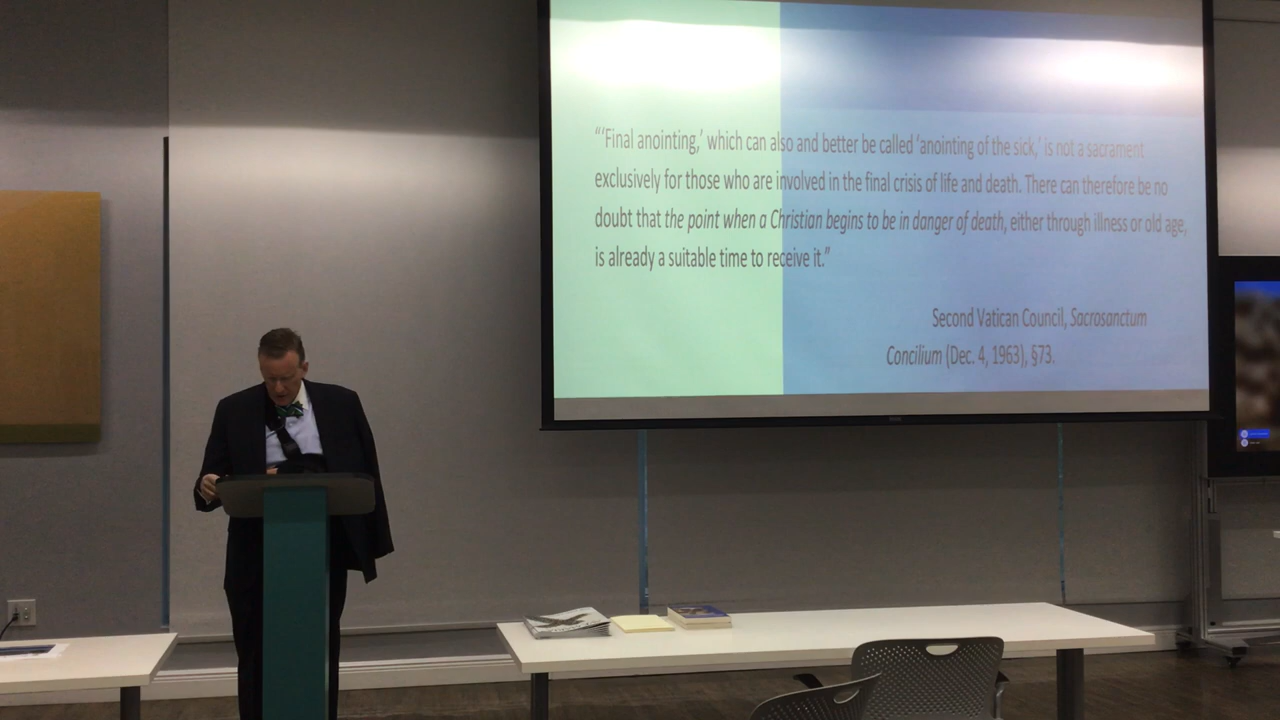 “‘Final anointing,’ which can also and better be called ‘anointing of the sick,’ is not a sacrament
exclusively for those who are involved in the final crisis of life and death. There can therefore be no
doubt that the point when a Christian begins to be in danger of death, either through illness or old age,
is already a suitable time to receive it.”
Second Vatican Council, Sacrosanctum
Concilium (Dec. 4, 1963), §73.